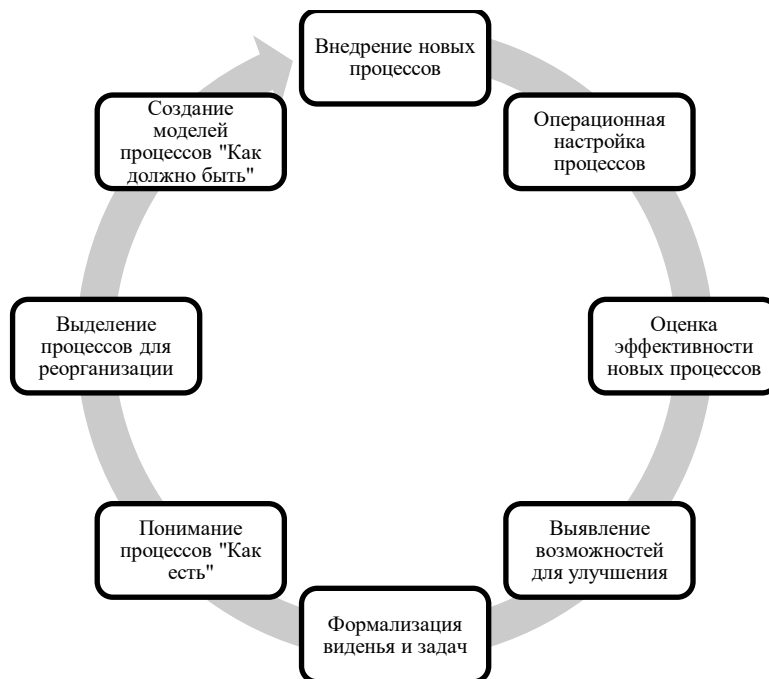 Внедрение новых
процессов
Операционная
настройка
процессов
Оценка
эффективности
новых процессов
Выявление
возможностей
для улучшения
Формализация
виденья и задач
Понимание
процессов "Как
есть"
Выделение
процессов для
реорганизации
Создание
моделей
процессов "Как
должно быть"